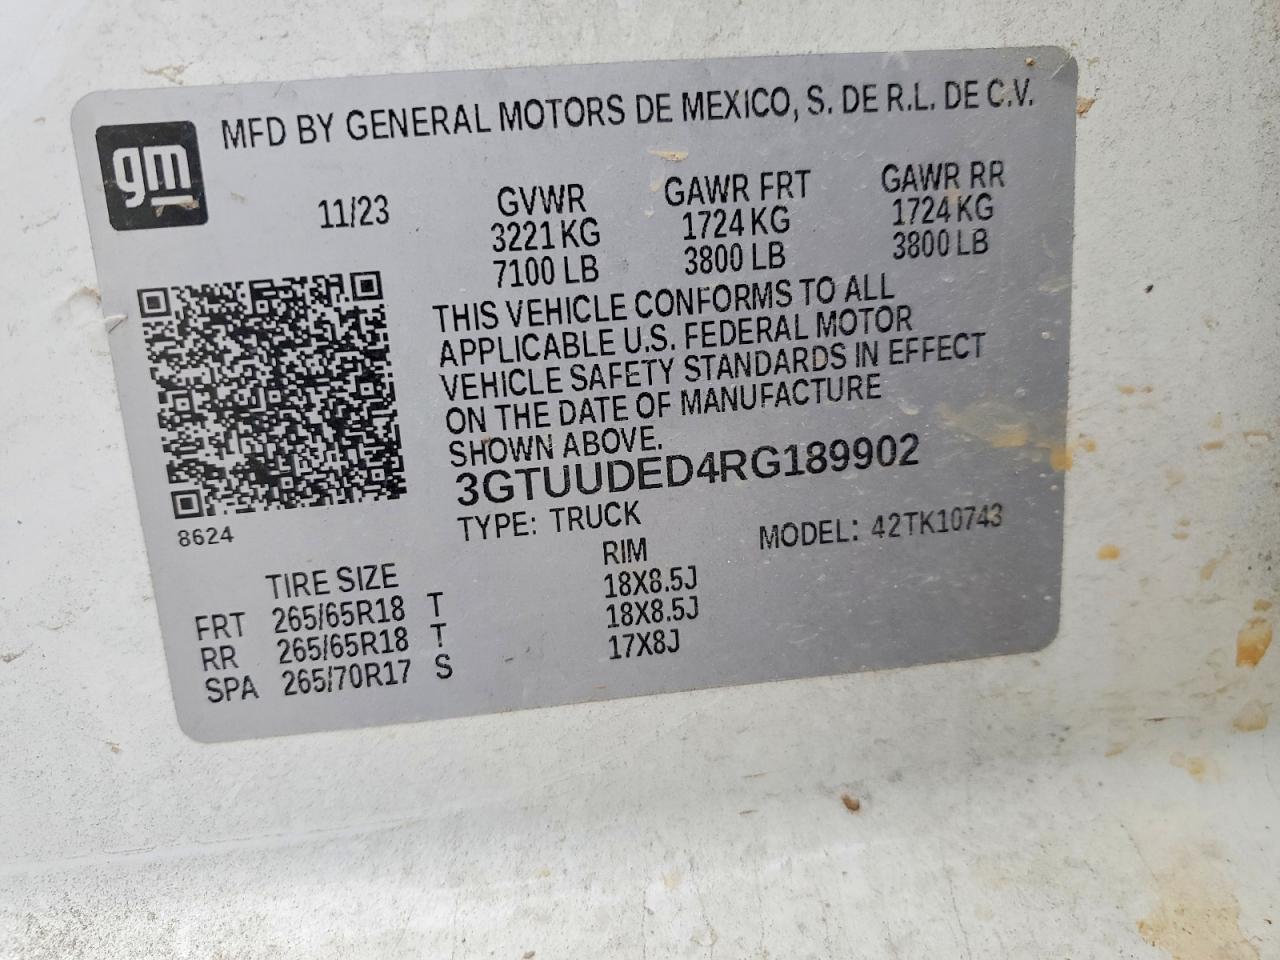 gm
MFD BY GENERAL MOTORS DE MEXICO, S. DE R.L. DE C.V.
11/23 GVWR GAWR FRT GAWR RR
3221 KG 1724 KG 1724 KG
7100 LB 3800 LB 3800 LB
THIS VEHICLE CONFORMS TO ALL
APPLICABLE U.S. FEDERAL MOTOR
VEHICLE SAFETY STANDARDS IN EFFECT
ON THE DATE OF MANUFACTURE
SHOWN ABOVE.
3GTUUDED4RG189902
8624
TYPE: TRUCK MODEL: 42TK10743
TIRE SIZE RIM
FRT 265/65R18 T 18X8.5J
RR 265/65R18 T 18X8.5J
SPA 265/70R17 S 17X8J